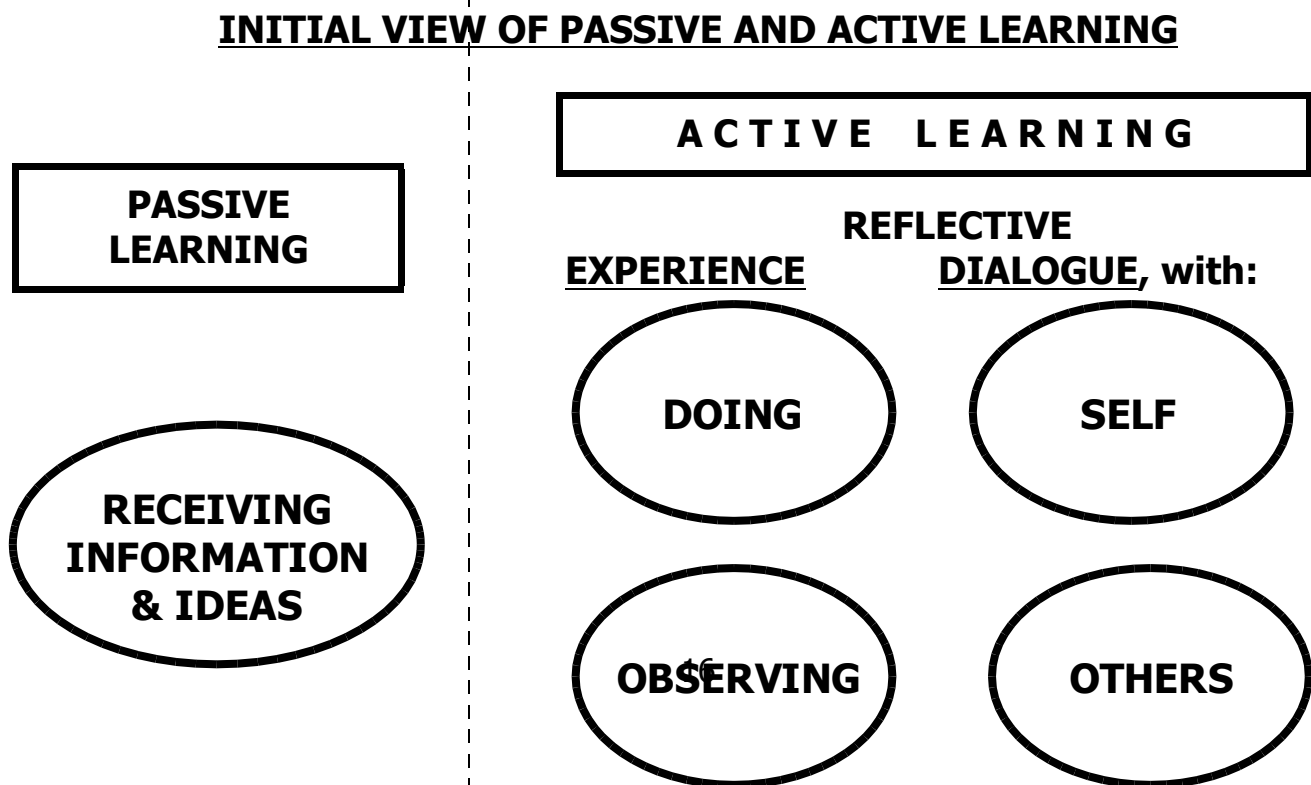 INITIAL VIEW OF PASSIVE AND ACTIVE LEARNING
PASSIVE
LEARNING
RECEIVING
INFORMATION
& IDEAS
ACTIVE LEARNING
EXPERIENCE
REFLECTIVE
DIALOGUE, with:
DOING
SELF
OBSERVING
16
OTHERS